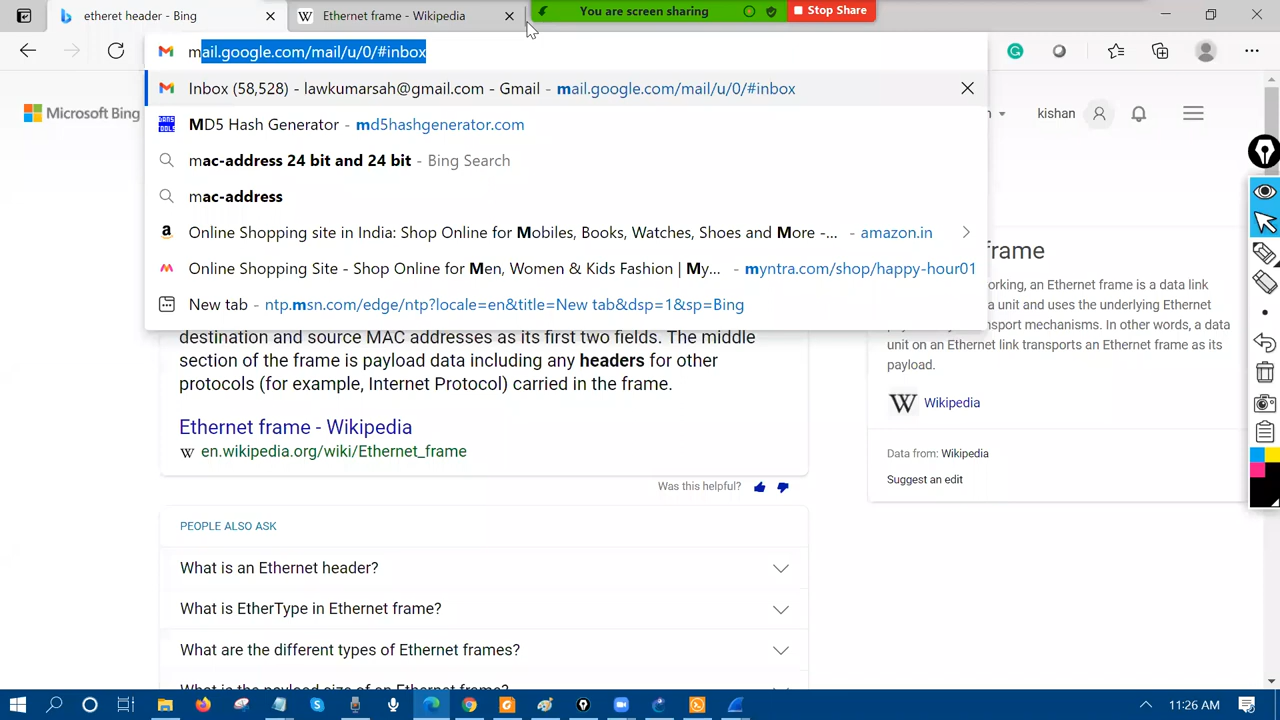 etheret header - Bing
Ethernet frame - Wikipedia
You are screen sharing
Stop Share
mail.google.com/mail/u/0/#inbox
Inbox (58,528) - lawkumarsah@gmail.com - Gmail - mail.google.com/mail/u/0/#inbox
MD5 Hash Generator - md5hashgenerator.com
mac-address 24 bit and 24 bit - Bing Search
mac-address
Online Shopping site in India: Shop Online for Mobiles, Books, Watches, Shoes and More -... - amazon.in
Online Shopping Site - Shop Online for Men, Women & Kids Fashion | My... - myntra.com/shop/happy-hour01
New tab - ntp.msn.com/edge/ntp?locale=en&title=New tab&dsp=1&sp=Bing
Microsoft Bing
kishan
destination and source MAC addresses as its first two fields. The middle
section of the frame is payload data including any headers for other
protocols (for example, Internet Protocol) carried in the frame.
Ethernet frame - Wikipedia
W en.wikipedia.org/wiki/Ethernet_frame
Was this helpful?
PEOPLE ALSO ASK
What is an Ethernet header?
What is EtherType in Ethernet frame?
What are the different types of Ethernet frames?
What is the payload size of an Ethernet frame?
frame
orking, an Ethernet frame is a data link
unit and uses the underlying Ethernet
nsport mechanisms. In other words, a data
unit on an Ethernet link transports an Ethernet frame as its
payload.
W Wikipedia
Data from: Wikipedia
Suggest an edit
11:26 AM